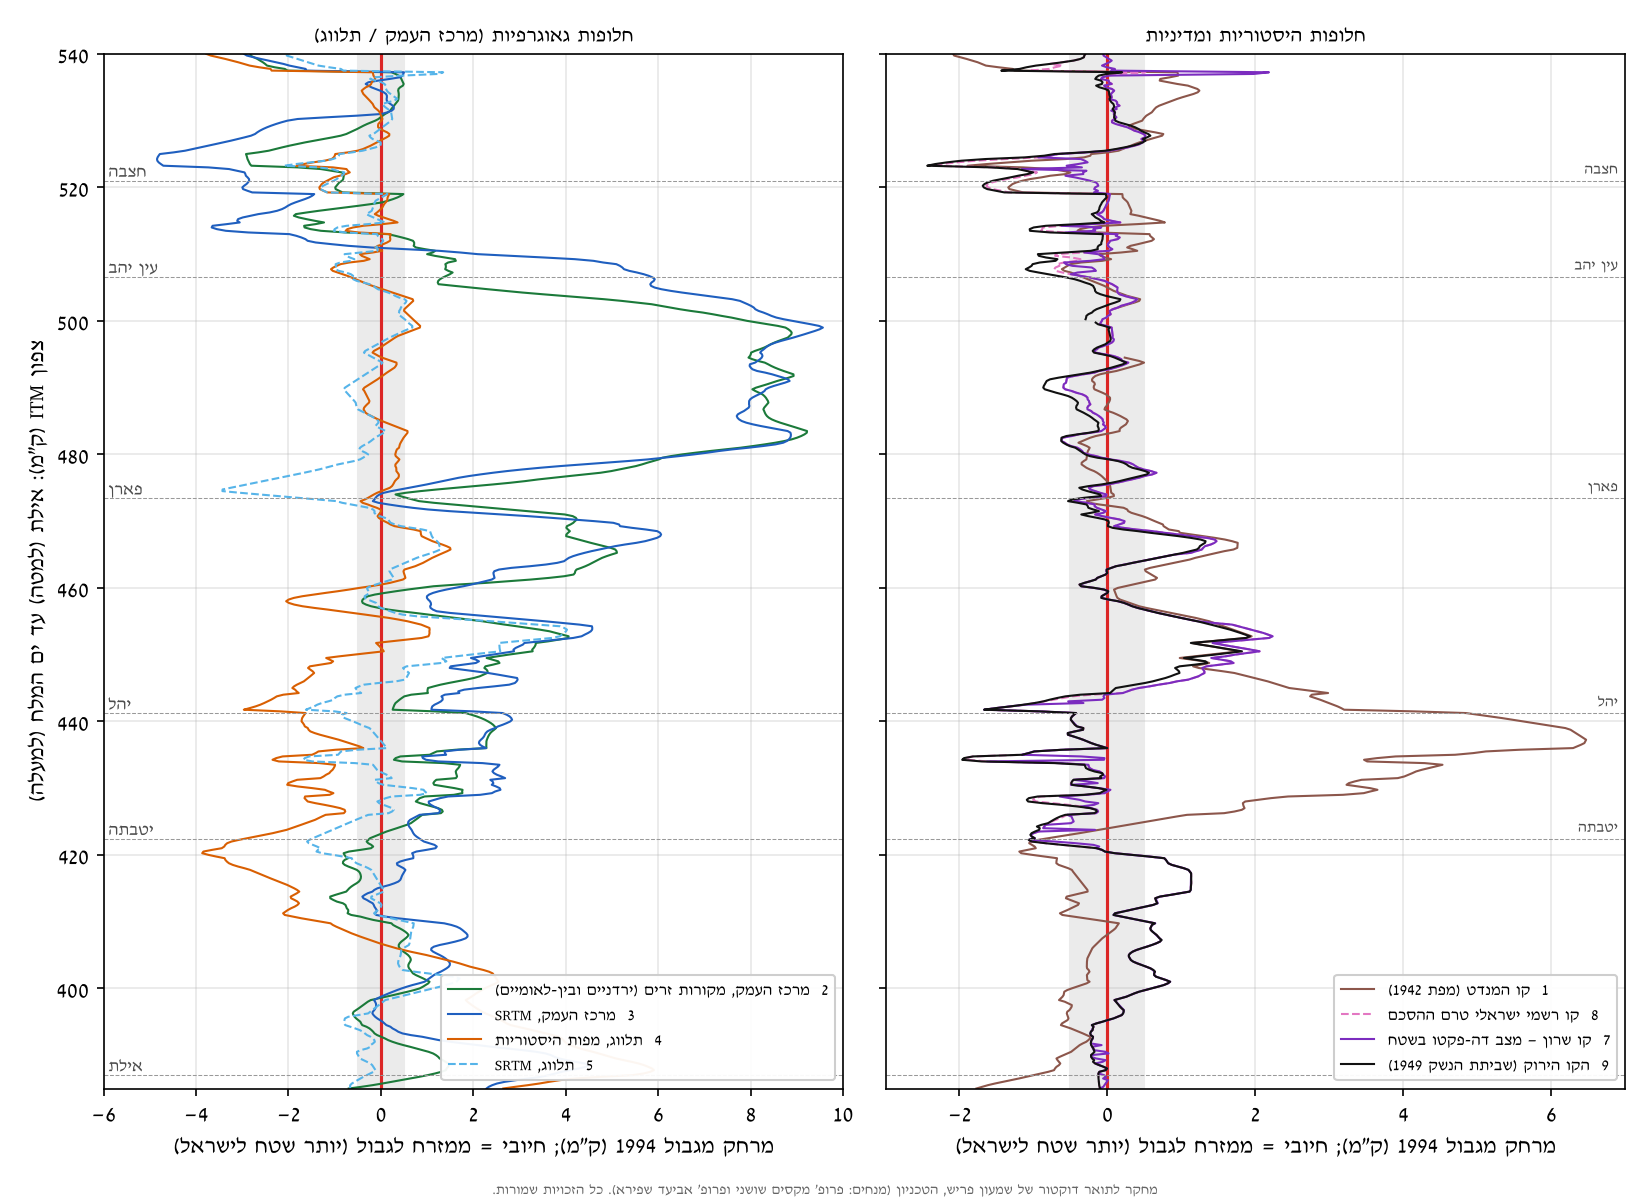 חלופות גאוגרפיות (מרכז העמק / תלווג)
חלופות היסטוריות ומדיניות
צפון ITM (ק"מ): אילת (למטה) עד ים המלח (למעלה)
540
520
500
480
460
440
420
400
חצבה
עין יהב
פארן
יהל
יטבתה
אילת
חצבה
עין יהב
פארן
יהל
יטבתה
2 מרכז העמק, מקורות זרים (ירדניים ובין-לאומיים)
3 מרכז העמק, SRTM
4 תלווג, מפות היסטוריות
5 תלווג, SRTM
1 קו המנדט (מפת 1942)
8 קו רשמי ישראלי טרם ההסכם
7 קו שרון – מצב דה-פקטו בשטח
9 הקו הירוק (שביתת הנשק 1949)
−6 −4 −2 0 2 4 6 8 10
−2 0 2 4 6
מרחק מגבול 1994 (ק"מ); חיובי = ממזרח לגבול (יותר שטח לישראל)
מרחק מגבול 1994 (ק"מ); חיובי = ממזרח לגבול (יותר שטח לישראל)
מחקר לתואר דוקטור של שמעון פריש, הטכניון (מנחים: פרופ' מקסים שושני ופרופ' אביעד שפירא). כל הזכויות שמורות.